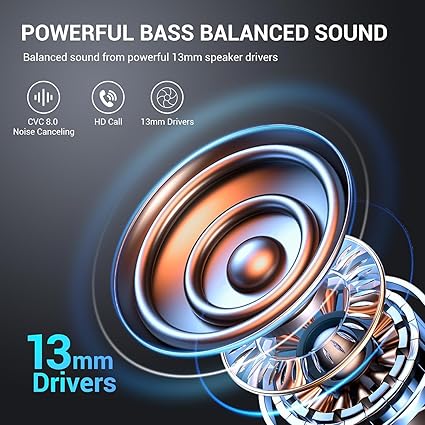 POWERFUL BASS BALANCED SOUND
Balanced sound from powerful 13mm speaker drivers
CVC 8.0
Noise Canceling
HD Call
13mm Drivers
13mm
Drivers